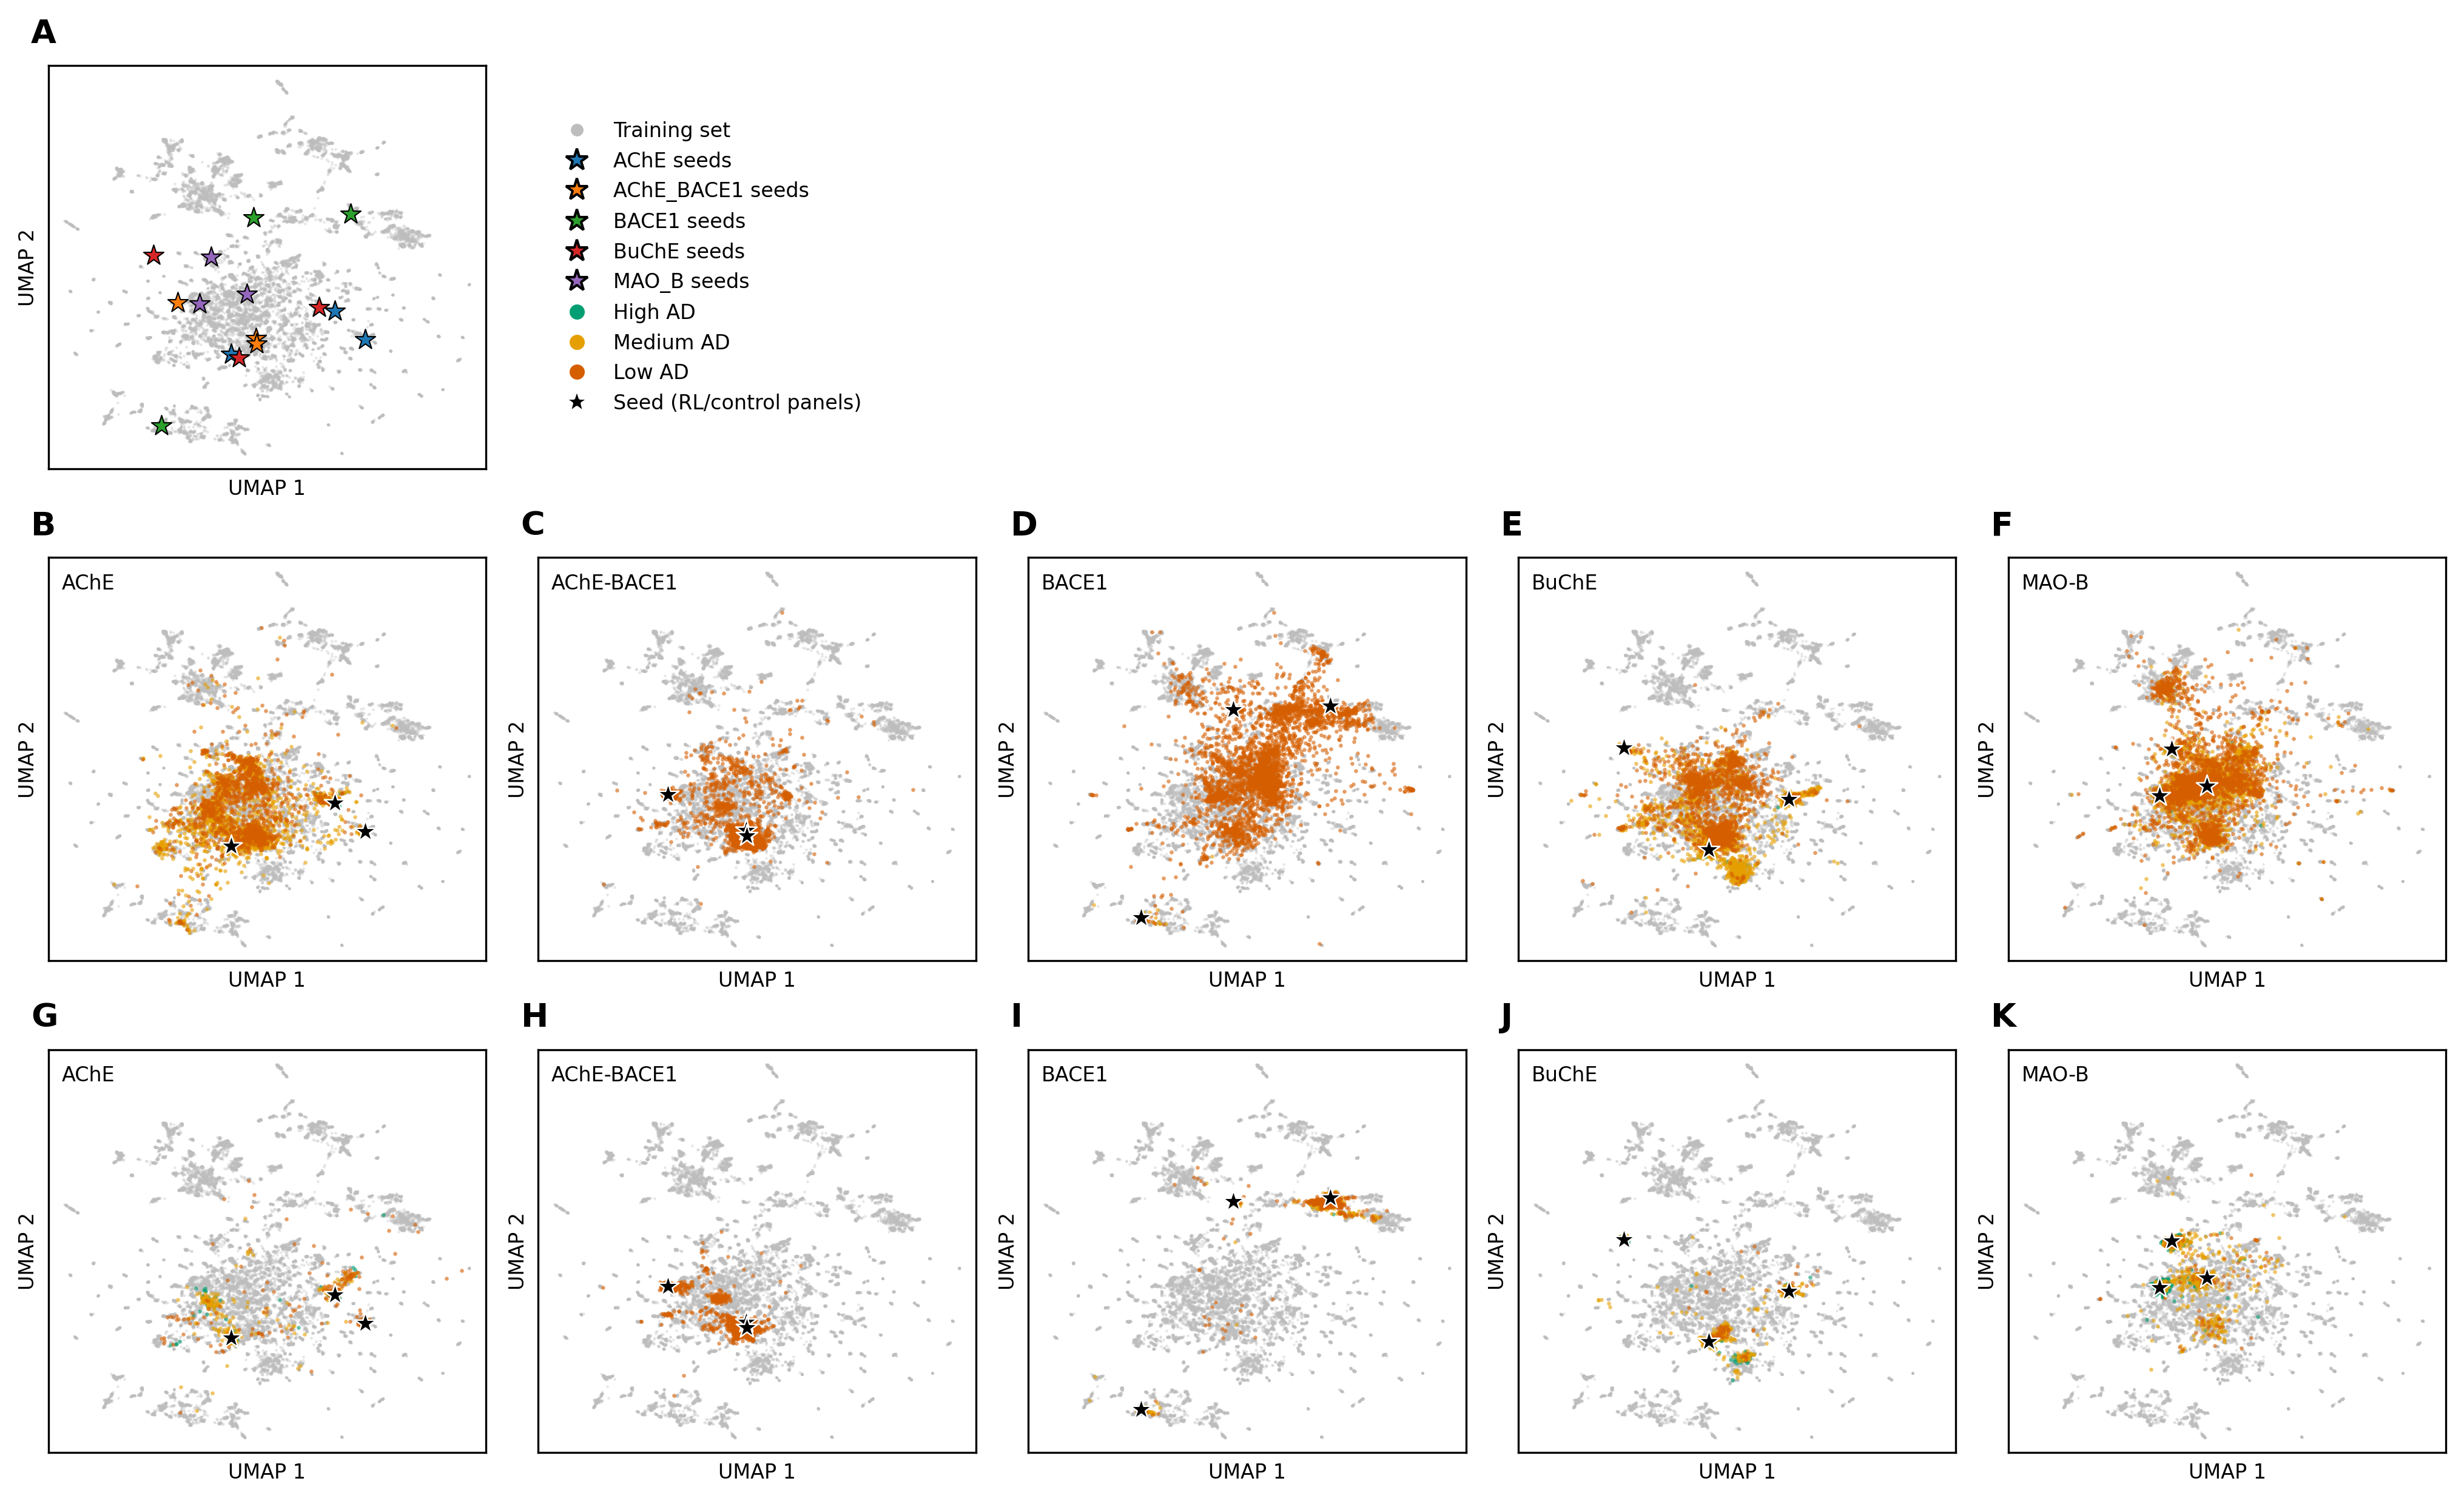 A
UMAP 2
UMAP 1
Training set
AChE seeds
AChE_BACE1 seeds
BACE1 seeds
BuChE seeds
MAO_B seeds
High AD
Medium AD
Low AD
Seed (RL/control panels)
B
AChE
UMAP 2
UMAP 1
C
AChE-BACE1
UMAP 2
UMAP 1
D
BACE1
UMAP 2
UMAP 1
E
BuChE
UMAP 2
UMAP 1
F
MAO-B
UMAP 2
UMAP 1
G
AChE
UMAP 2
UMAP 1
H
AChE-BACE1
UMAP 2
UMAP 1
I
BACE1
UMAP 2
UMAP 1
J
BuChE
UMAP 2
UMAP 1
K
MAO-B
UMAP 2
UMAP 1